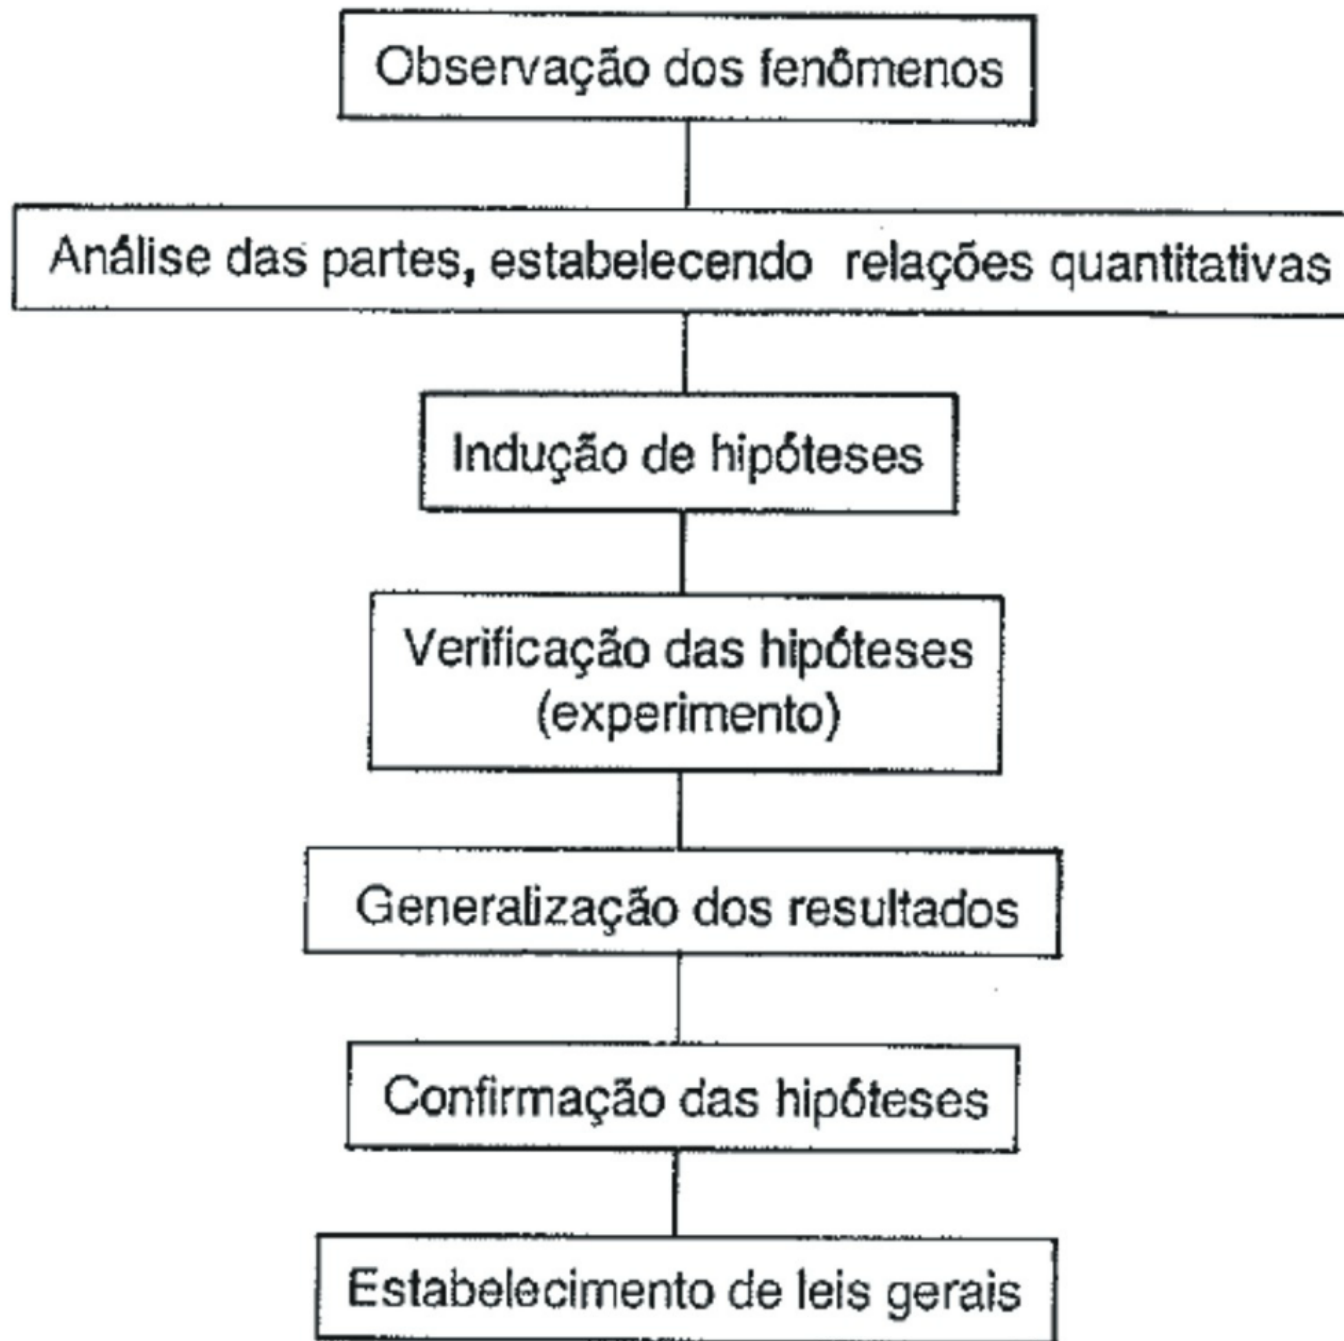 Observação dos fenômenos
Análise das partes, estabelecendo relações quantitativas
Indução de hipóteses
Verificação das hipóteses
(experimento)
Generalização dos resultados
Confirmação das hipóteses
Estabelecimento de leis gerais